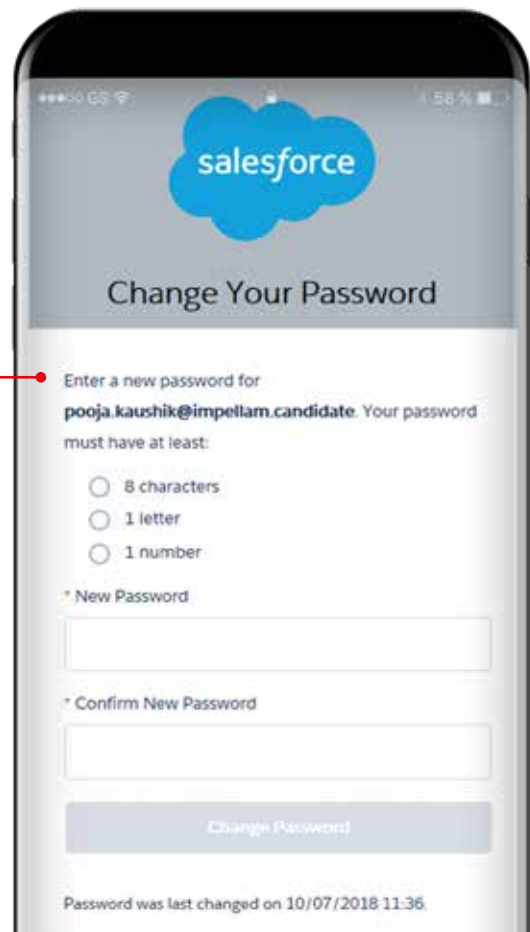 GS
58 %
salesforce
Change Your Password
Enter a new password for
pooja.kaushik@impellam.candidate. Your password
must have at least:
8 characters
1 letter
1 number
* New Password
* Confirm New Password
Change Password
Password was last changed on 10/07/2018 11:36.